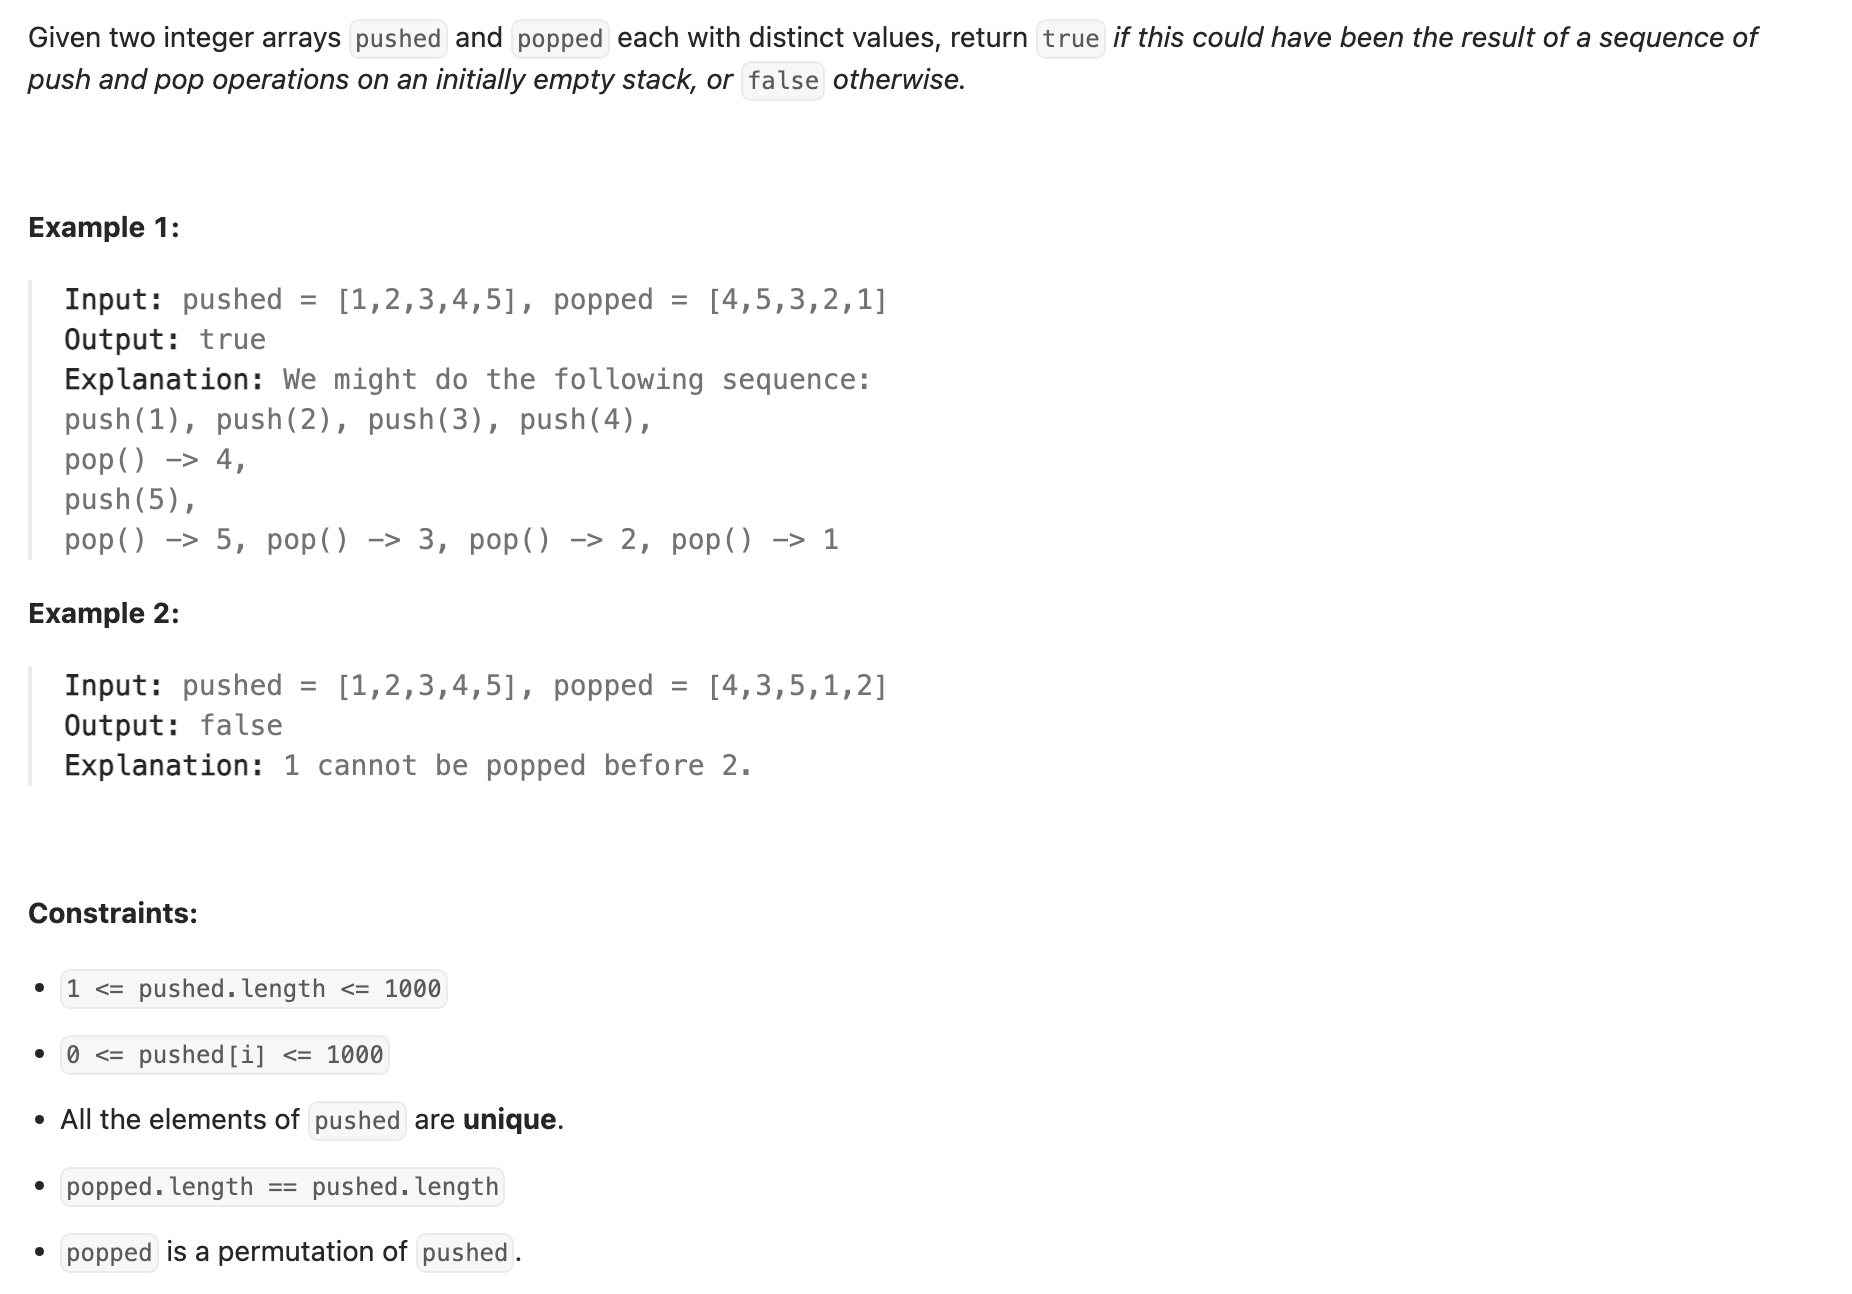 Given two integer arrays pushed and popped each with distinct values, return true if this could have been the result of a sequence of
push and pop operations on an initially empty stack, or false otherwise.
Example 1:
Input: pushed = [1,2,3,4,5], popped = [4,5,3,2,1]
Output: true
Explanation: We might do the following sequence:
push(1), push(2), push(3), push(4),
pop() -> 4,
push(5),
pop() -> 5, pop() -> 3, pop() -> 2, pop() -> 1
Example 2:
Input: pushed = [1,2,3,4,5], popped = [4,3,5,1,2]
Output: false
Explanation: 1 cannot be popped before 2.
Constraints:
• 1 <= pushed.length <= 1000
• 0 <= pushed[i] <= 1000
• All the elements of pushed are unique.
• popped.length == pushed.length
• popped is a permutation of pushed.